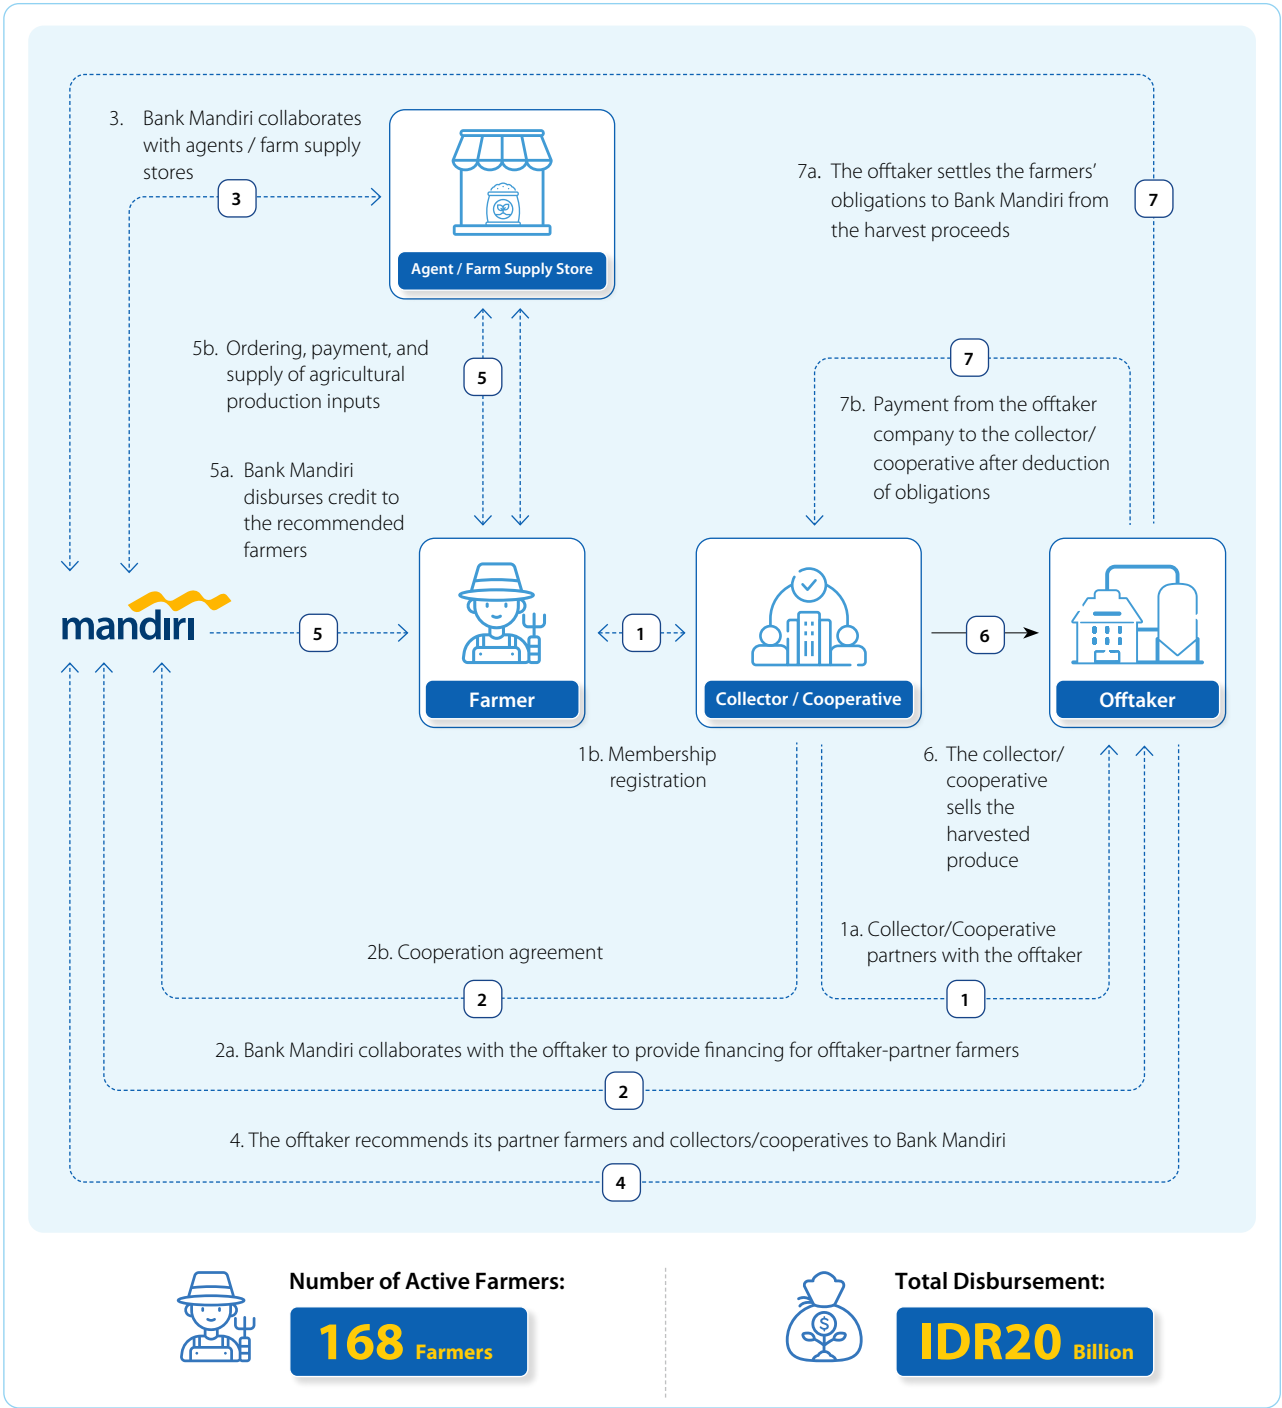 3. Bank Mandiri collaborates
with agents / farm supply
stores
3
Agent / Farm Supply Store
7a. The offtaker settles the farmers’
obligations to Bank Mandiri from
the harvest proceeds
7
5b. Ordering, payment, and
supply of agricultural
production inputs
5
7
7b. Payment from the offtaker
company to the collector/
cooperative after deduction
of obligations
5a. Bank Mandiri
disburses credit to
the recommended
farmers
mandiri
5
Farmer
1
Collector / Cooperative
6
Offtaker
1b. Membership
registration
6. The collector/
cooperative
sells the
harvested
produce
1a. Collector/Cooperative
partners with the offtaker
1
2b. Cooperation agreement
2
2a. Bank Mandiri collaborates with the offtaker to provide financing for offtaker-partner farmers
2
4. The offtaker recommends its partner farmers and collectors/cooperatives to Bank Mandiri
4
Number of Active Farmers:
168 Farmers
Total Disbursement:
IDR20 Billion